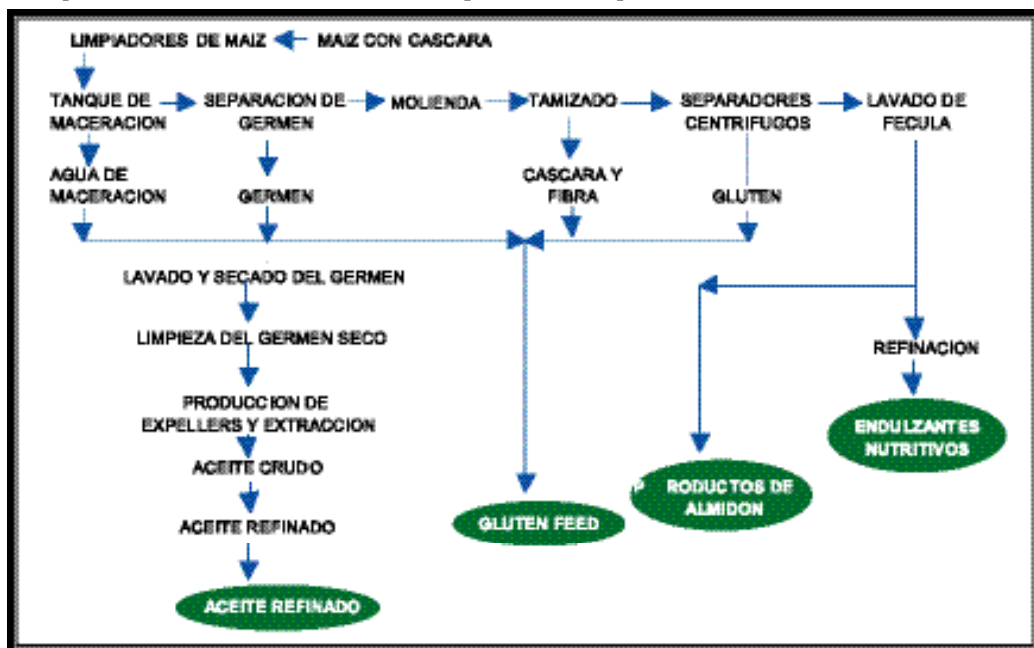 LIMPIADORES DE MAIZ
MAIZ CON CASCARA
TANQUE DE
MACERACION
SEPARACION DE
GERMEN
MOLIENDA
TAMIZADO
SEPARADORES
CENTRIFUGOS
LAVADO DE
FECULA
AGUA DE
MACERACION
GERMEN
CASCARA Y
FIBRA
GLUTEN
LAVADO Y SECADO DEL GERMEN
LIMPIEZA DEL GERMEN SECO
REFINACION
PRODUCCION DE
EXPELLERS Y EXTRACCION
ENDULZANTES
NUTRITIVOS
ACEITE CRUDO
P RODUCTOS DE
ALMIDON
ACEITE REFINADO
GLUTEN FEED
ACEITE REFINADO